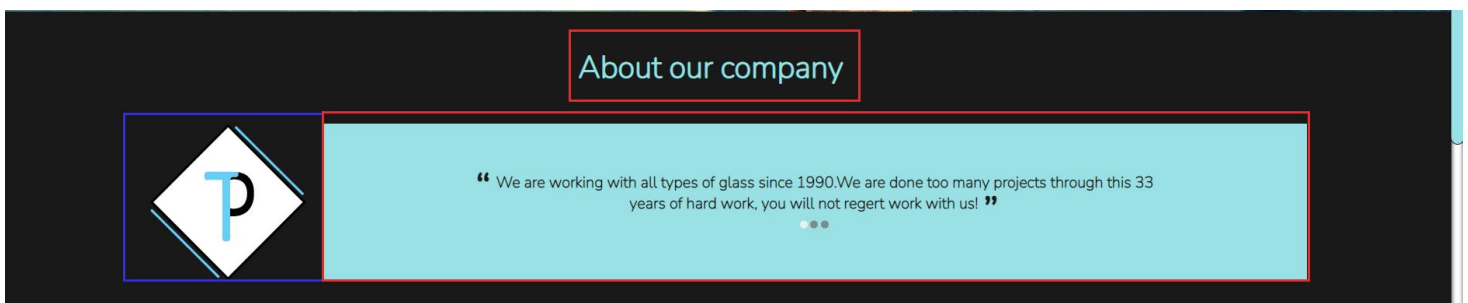 About our company
TP
“ We are working with all types of glass since 1990.We are done too many projects through this 33
years of hard work, you will not regert work with us! ”